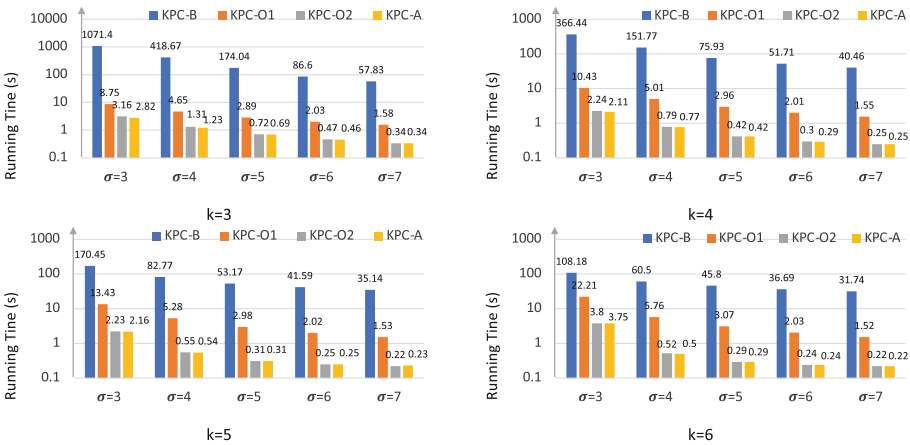 KPC-B KPC-O1 KPC-O2 KPC-A
Running Time (s)
10000
1000
100
10
1
0.1
1071.4 8.75 3.16 2.82
418.67 4.65 1.31 1.23
174.04 2.89 0.72 0.69
86.6 2.03 0.47 0.46
57.83 1.58 0.34 0.34
σ=3 σ=4 σ=5 σ=6 σ=7
k=3
KPC-B KPC-O1 KPC-O2 KPC-A
Running Time (s)
1000
100
10
1
0.1
366.44 10.43 2.24 2.11
151.77 5.01 0.79 0.77
75.93 2.96 0.42 0.42
51.71 2.01 0.3 0.29
40.46 1.55 0.25 0.25
σ=3 σ=4 σ=5 σ=6 σ=7
k=4
KPC-B KPC-O1 KPC-O2 KPC-A
Running Time (s)
1000
100
10
1
0.1
170.45 13.43 2.23 2.16
82.77 5.28 0.55 0.54
53.17 2.98 0.31 0.31
41.59 2.02 0.25 0.25
35.14 1.53 0.22 0.23
σ=3 σ=4 σ=5 σ=6 σ=7
k=5
KPC-B KPC-O1 KPC-O2 KPC-A
Running Time (s)
1000
100
10
1
0.1
108.18 22.21 3.8 3.75
60.5 5.76 0.52 0.5
45.8 3.07 0.29 0.29
36.69 2.03 0.24 0.24
31.74 1.52 0.22 0.22
σ=3 σ=4 σ=5 σ=6 σ=7
k=6